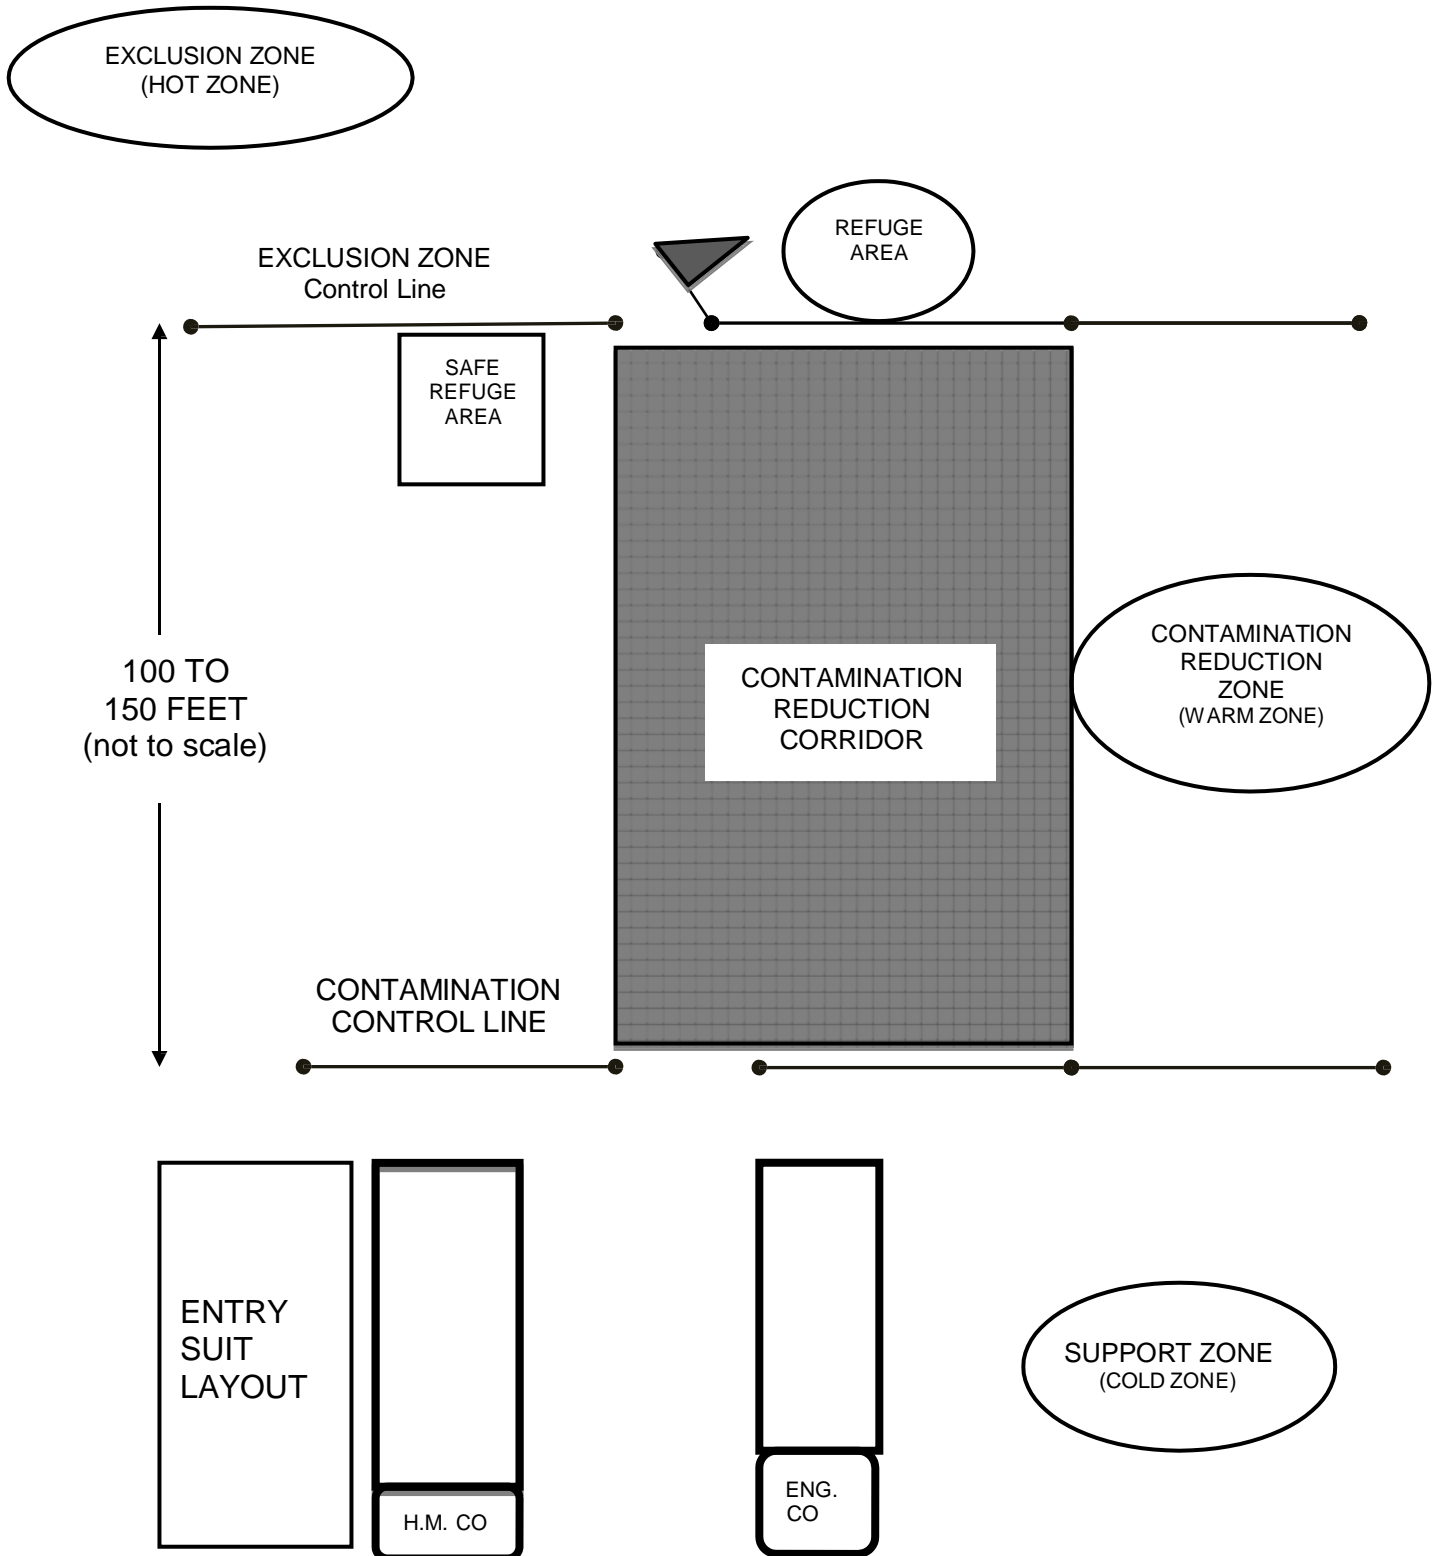 EXCLUSION ZONE
(HOT ZONE)
REFUGE
AREA
EXCLUSION ZONE
Control Line
SAFE
REFUGE
AREA
100 TO
150 FEET
(not to scale)
CONTAMINATION
REDUCTION
CORRIDOR
CONTAMINATION
REDUCTION
ZONE
(WARM ZONE)
CONTAMINATION
CONTROL LINE
ENTRY
SUIT
LAYOUT
H.M. CO
ENG.
CO
SUPPORT ZONE
(COLD ZONE)